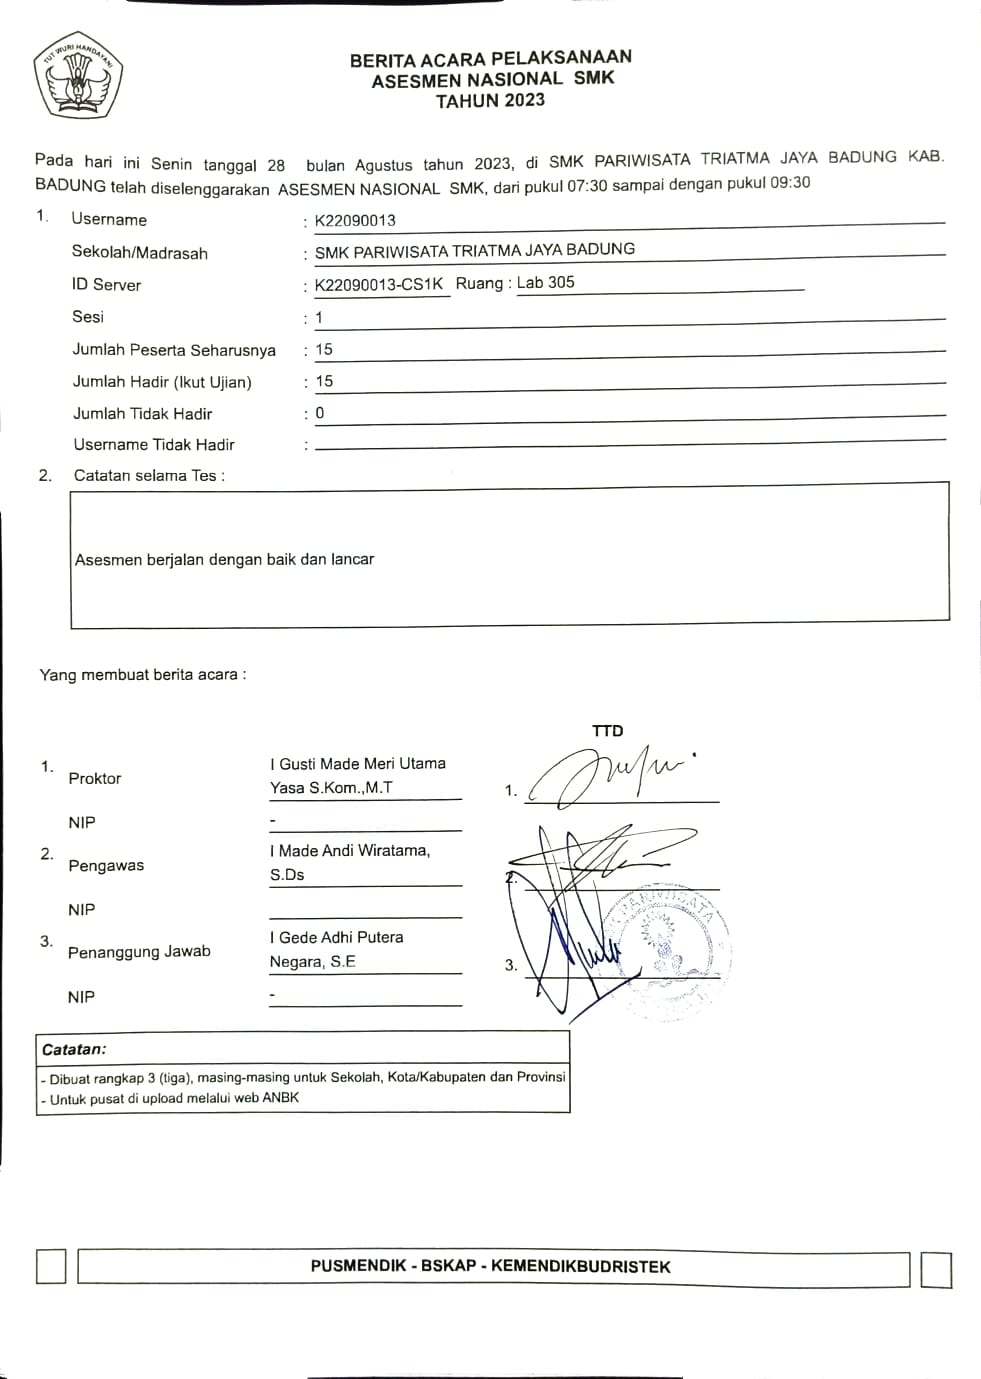 TUT WURI HANDAYANI
BERITA ACARA PELAKSANAAN
ASESMEN NASIONAL SMK
TAHUN 2023
Pada hari ini Senin tanggal 28 bulan Agustus tahun 2023, di SMK PARIWISATA TRIATMA JAYA BADUNG KAB.
BADUNG telah diselenggarakan ASESMEN NASIONAL SMK, dari pukul 07:30 sampai dengan pukul 09:30
1. Username : K22090013
Sekolah/Madrasah : SMK PARIWISATA TRIATMA JAYA BADUNG
ID Server : K22090013-CS1K Ruang : Lab 305
Sesi : 1
Jumlah Peserta Seharusnya : 15
Jumlah Hadir (Ikut Ujian) : 15
Jumlah Tidak Hadir : 0
Username Tidak Hadir :
2. Catatan selama Tes :
Asesmen berjalan dengan baik dan lancar
Yang membuat berita acara :
TTD
1. Proktor I Gusti Made Meri Utama
Yasa S.Kom.,M.T 1.
NIP -
2. Pengawas I Made Andi Wiratama,
S.Ds 2.
NIP
3. Penanggung Jawab I Gede Adhi Putera
Negara, S.E 3.
NIP -
PARIWISATA
Catatan:
- Dibuat rangkap 3 (tiga), masing-masing untuk Sekolah, Kota/Kabupaten dan Provinsi
- Untuk pusat di upload melalui web ANBK
PUSMENDIK - BSKAP - KEMENDIKBUDRISTEK